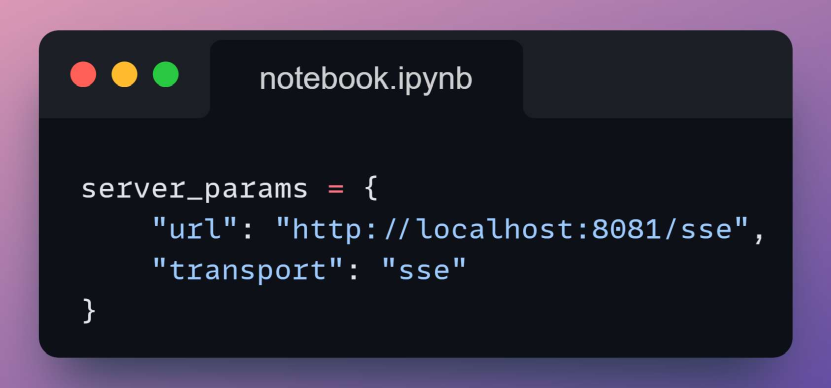 notebook.ipynb
server_params = {
    "url": "http://localhost:8081/sse",
    "transport": "sse"
}